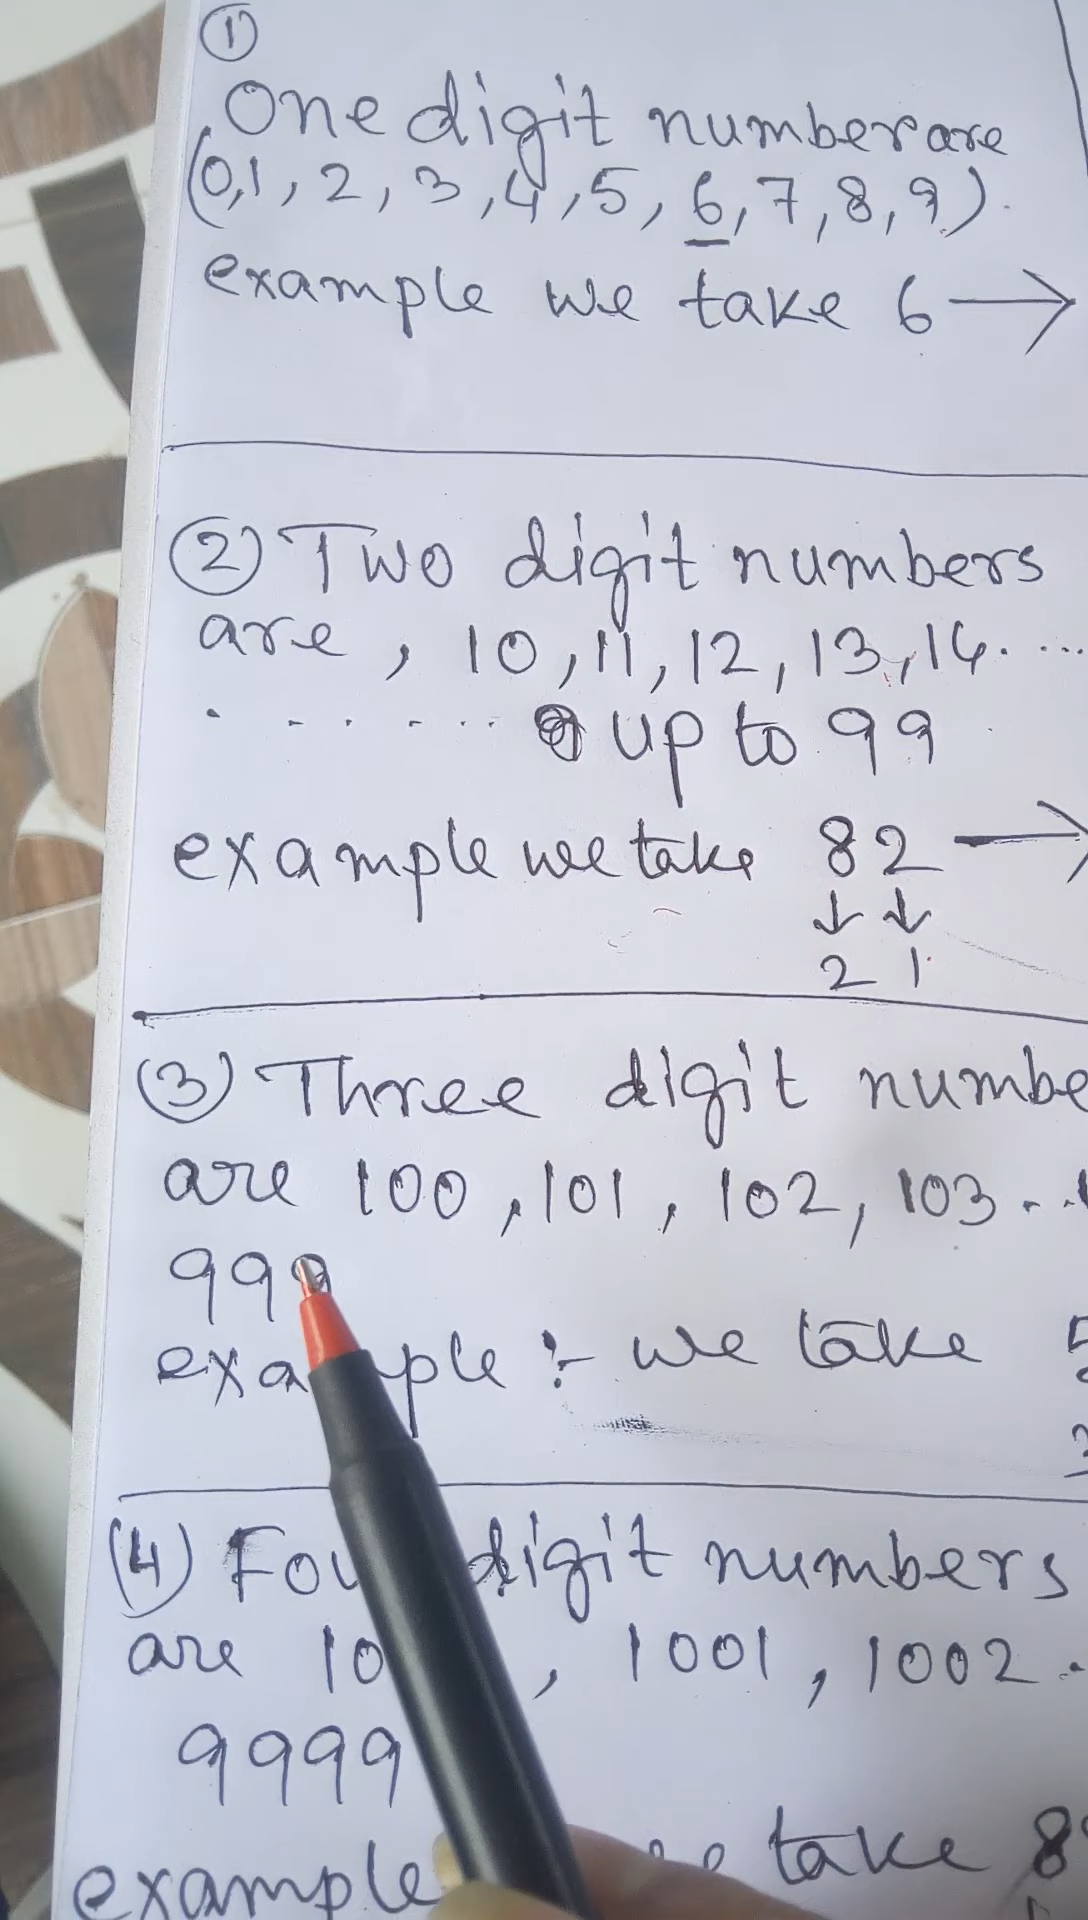 ①
One digit number are
(0,1, 2, 3, 4, 5, 6, 7, 8, 9).
example we take 6 →
② Two digit numbers
are, 10, 11, 12, 13, 14.....
....... up to 99
example we take 82 →
↓ ↓
2 1
③ Three digit numbe
are 100, 101, 102, 103...
999
example :- we take
(4) Four digit numbers
are 10 , 1001, 1002.
9999
example take 8